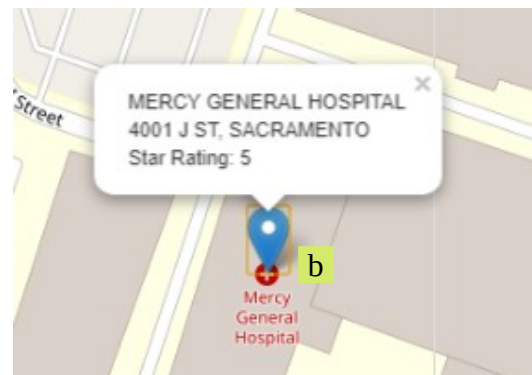 MERCY GENERAL HOSPITAL
4001 J ST, SACRAMENTO
Star Rating: 5
×
Street
b
Mercy
General
Hospital